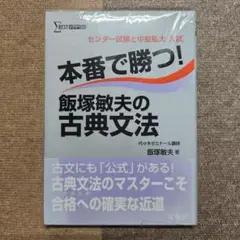 センター試験と中堅私大入試
本番で勝つ!
飯塚敏夫の
古典文法
代々木ゼミナール講師
飯塚敏夫 著
古文にも「公式」がある!
古典文法のマスターこそ
合格への確実な近道